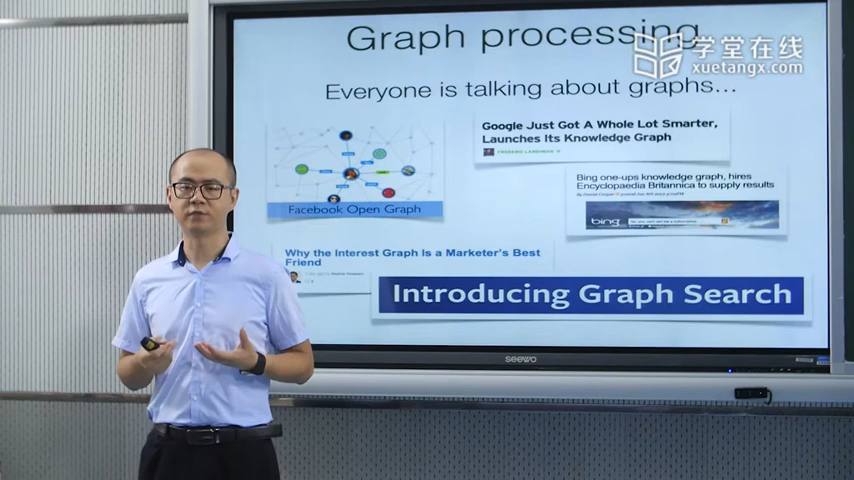 Graph processing
学堂在线
xuetangx.com
Everyone is talking about graphs...
Google Just Got A Whole Lot Smarter,
Launches Its Knowledge Graph
FREDERIC LARDINOIS
Bing one-ups knowledge graph, hires
Encyclopaedia Britannica to supply results
Facebook Open Graph
bing
Why the Interest Graph Is a Marketer's Best
Friend
Introducing Graph Search
seewo